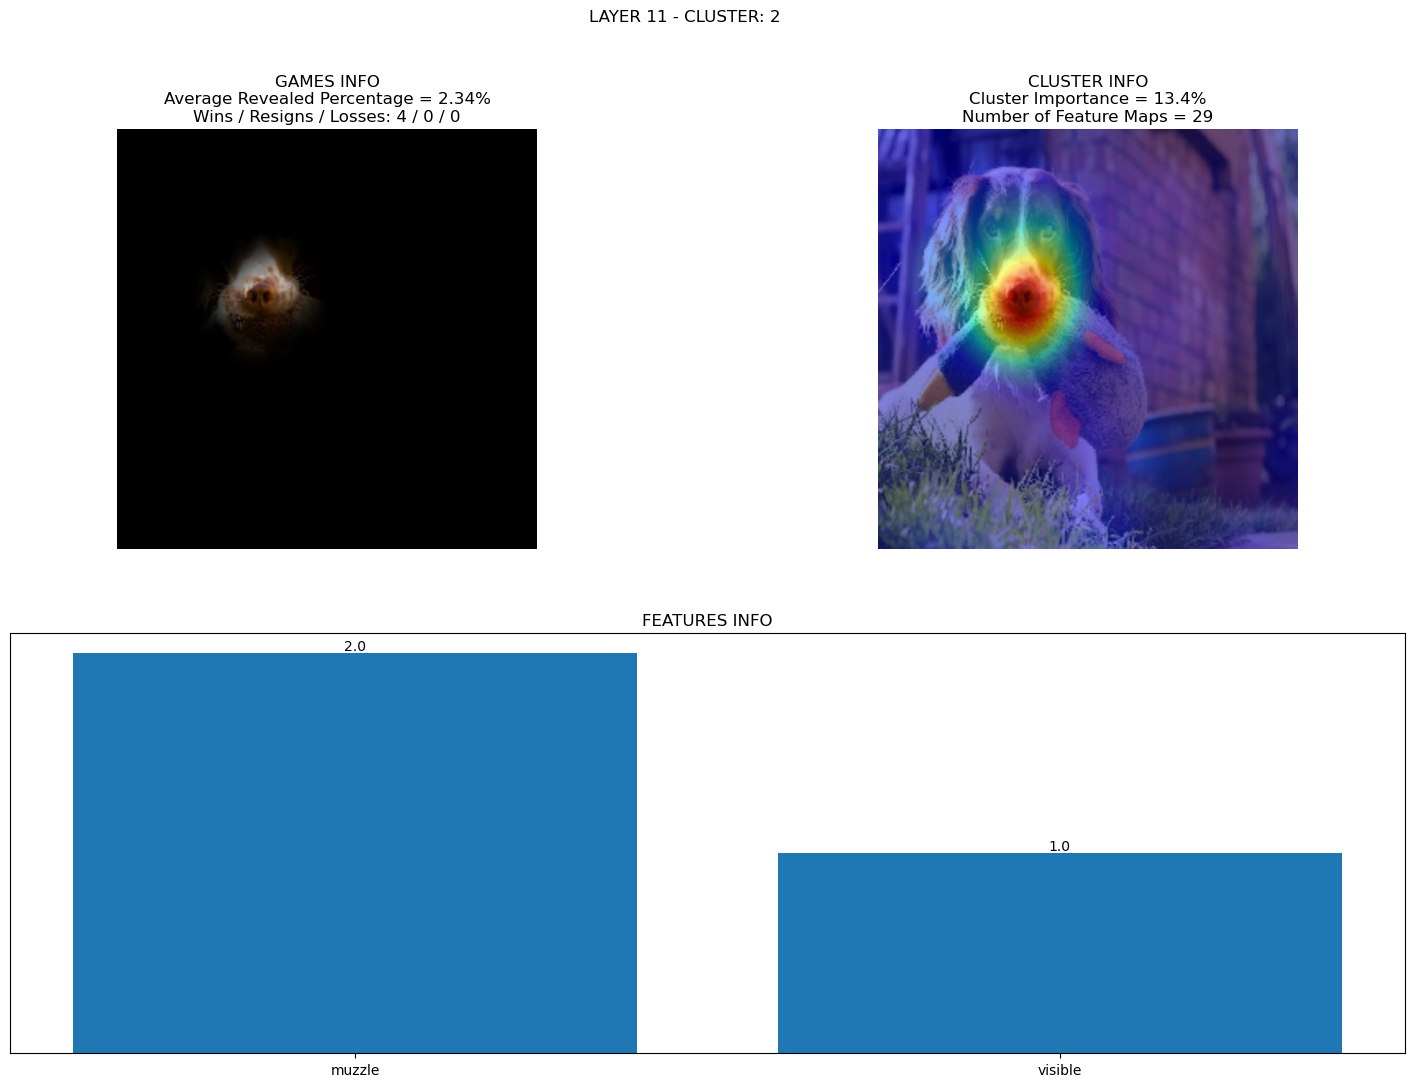 LAYER 11 - CLUSTER: 2
GAMES INFO
Average Revealed Percentage = 2.34%
Wins / Resigns / Losses: 4 / 0 / 0
CLUSTER INFO
Cluster Importance = 13.4%
Number of Feature Maps = 29
FEATURES INFO
2.0
1.0
muzzle
visible